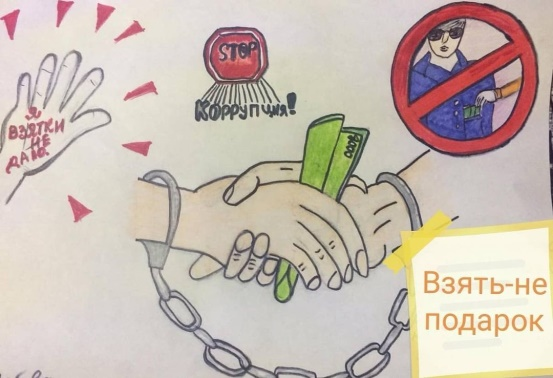 STOP
Коррупция!
Я
ВЗЯТКИ
НЕ
ДАЮ
Взять-не
подарок